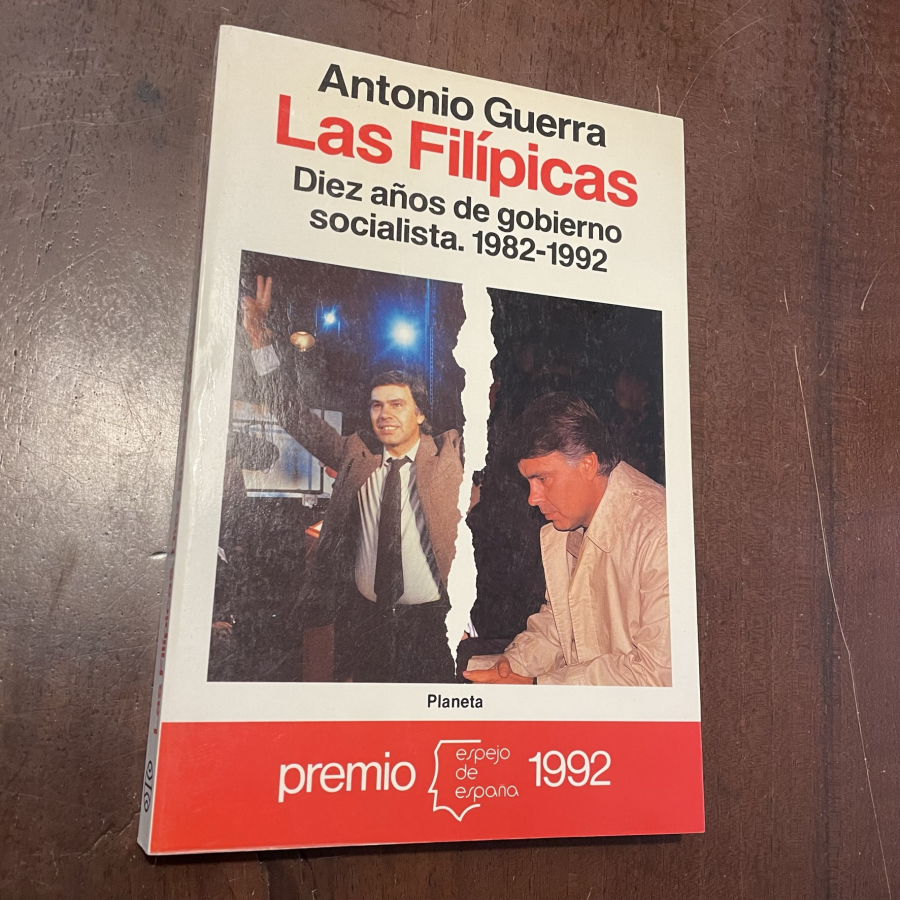 Antonio Guerra
Las Filípicas
Diez años de gobierno
socialista. 1982-1992
Planeta
premio espejo de españa 1992